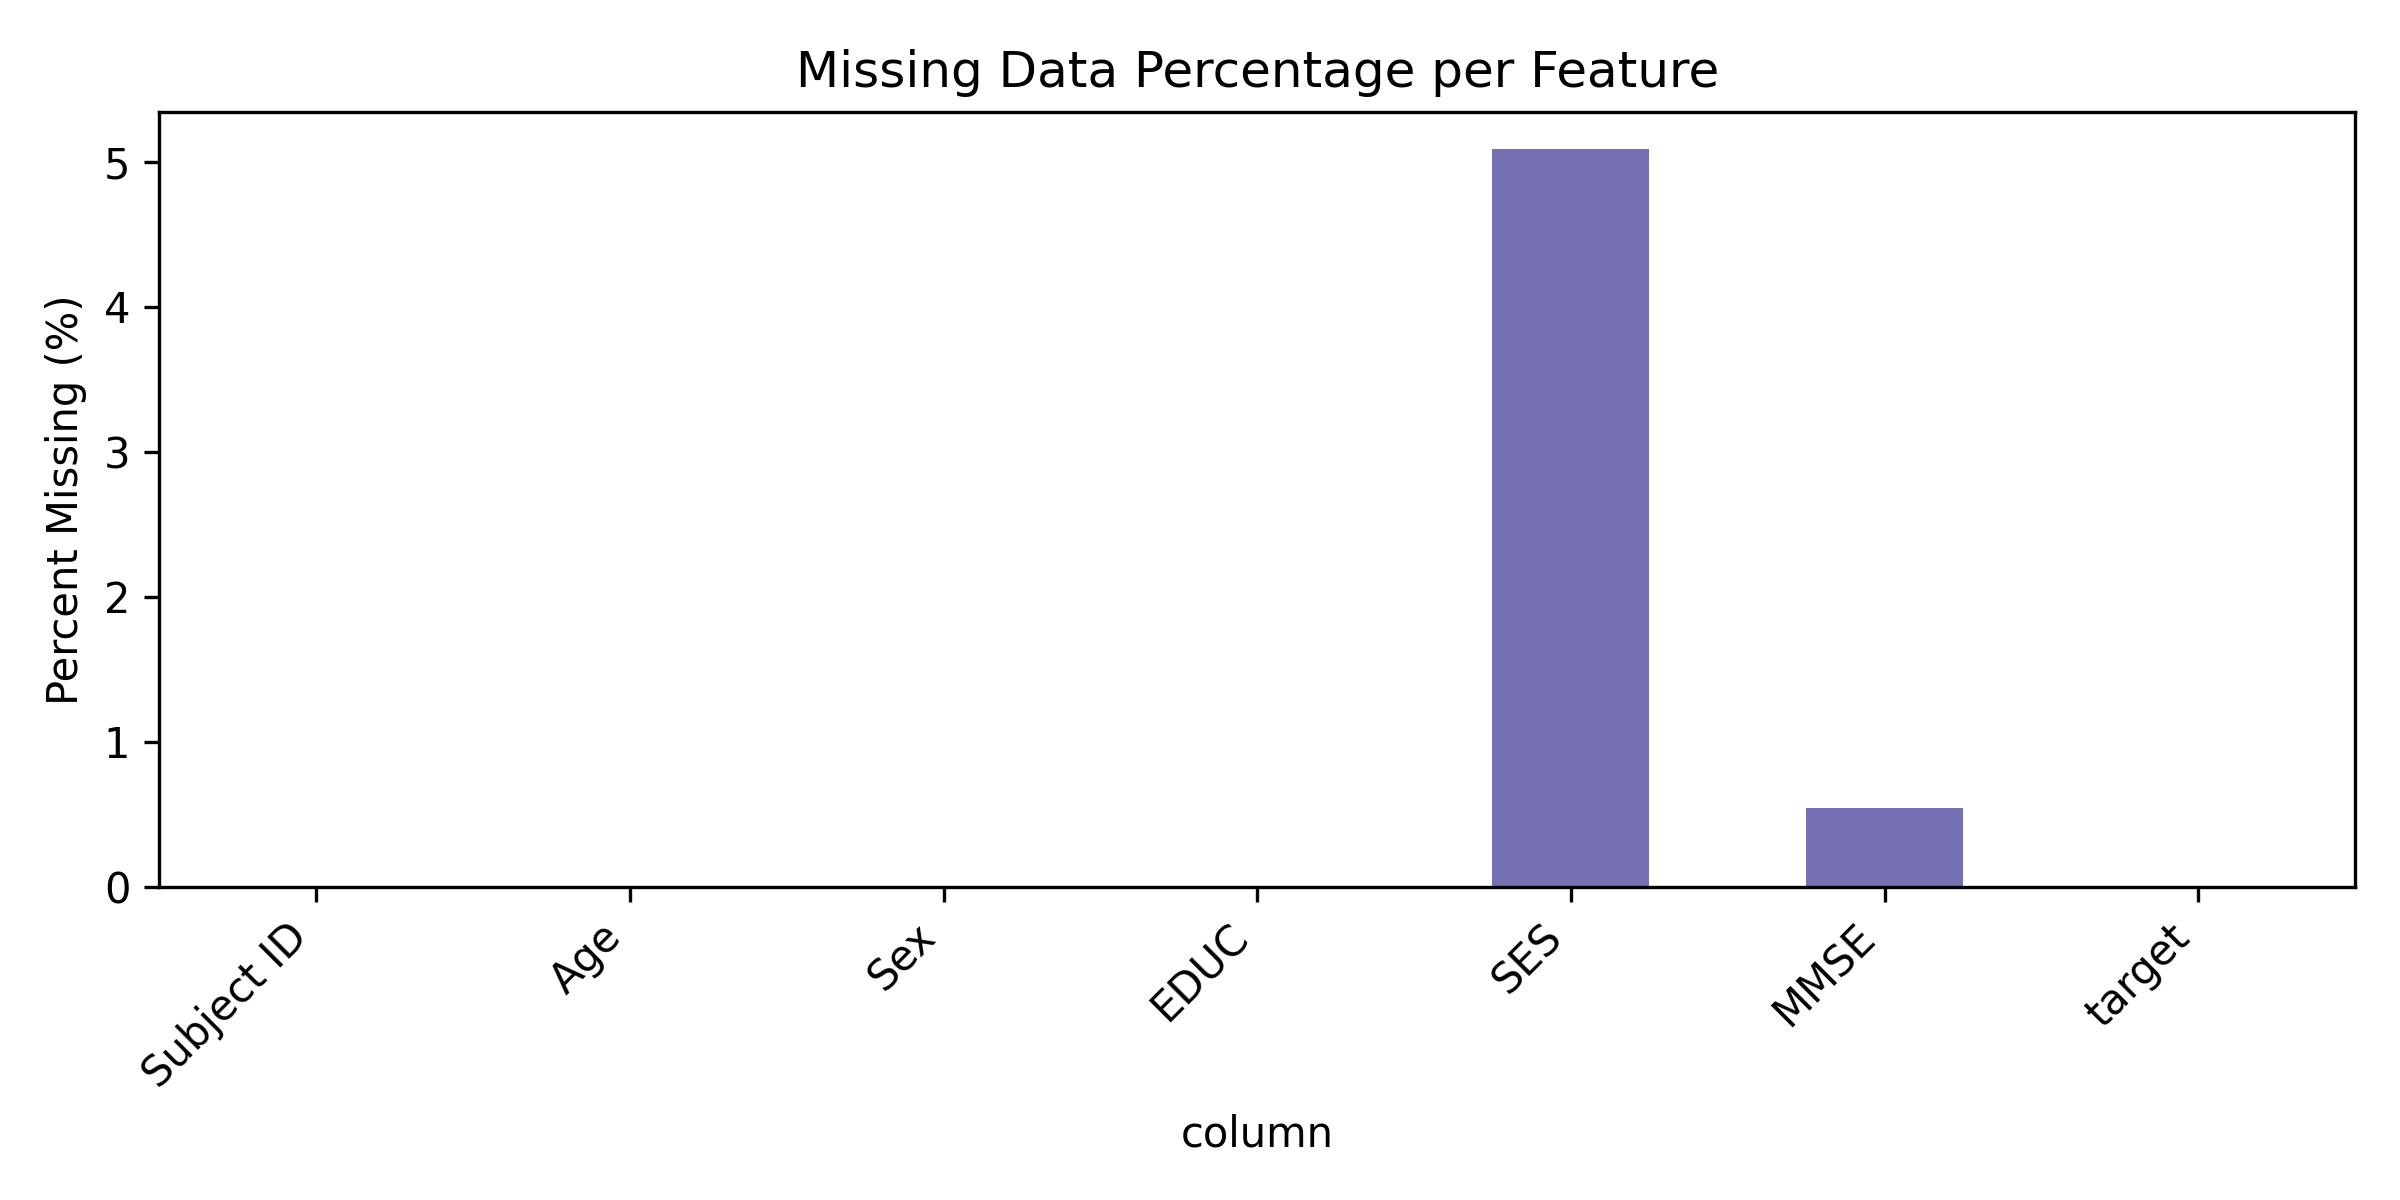 Missing Data Percentage per Feature
Percent Missing (%)
5
4
3
2
1
0
Subject ID
Age
Sex
EDUC
SES
MMSE
target
column